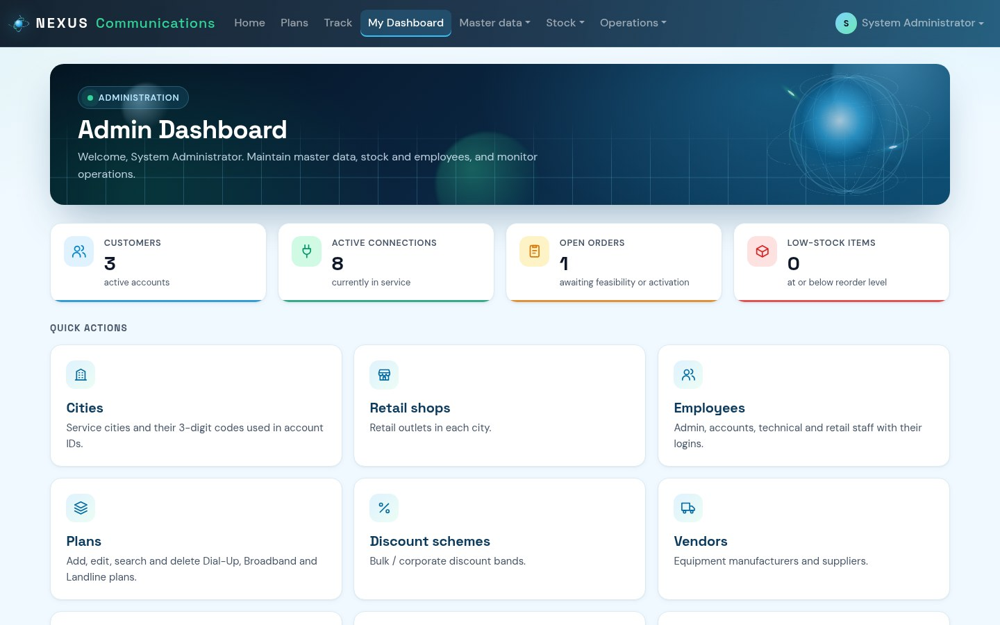 NEXUS Communications
Home
Plans
Track
My Dashboard
Master data
Stock
Operations
S
System Administrator
ADMINISTRATION
Admin Dashboard
Welcome, System Administrator. Maintain master data, stock and employees, and monitor
operations.
CUSTOMERS
3
active accounts
ACTIVE CONNECTIONS
8
currently in service
OPEN ORDERS
1
awaiting feasibility or activation
LOW-STOCK ITEMS
0
at or below reorder level
QUICK ACTIONS
Cities
Service cities and their 3-digit codes used in account
IDs.
Retail shops
Retail outlets in each city.
Employees
Admin, accounts, technical and retail staff with their
logins.
Plans
Add, edit, search and delete Dial-Up, Broadband and
Landline plans.
Discount schemes
Bulk / corporate discount bands.
Vendors
Equipment manufacturers and suppliers.